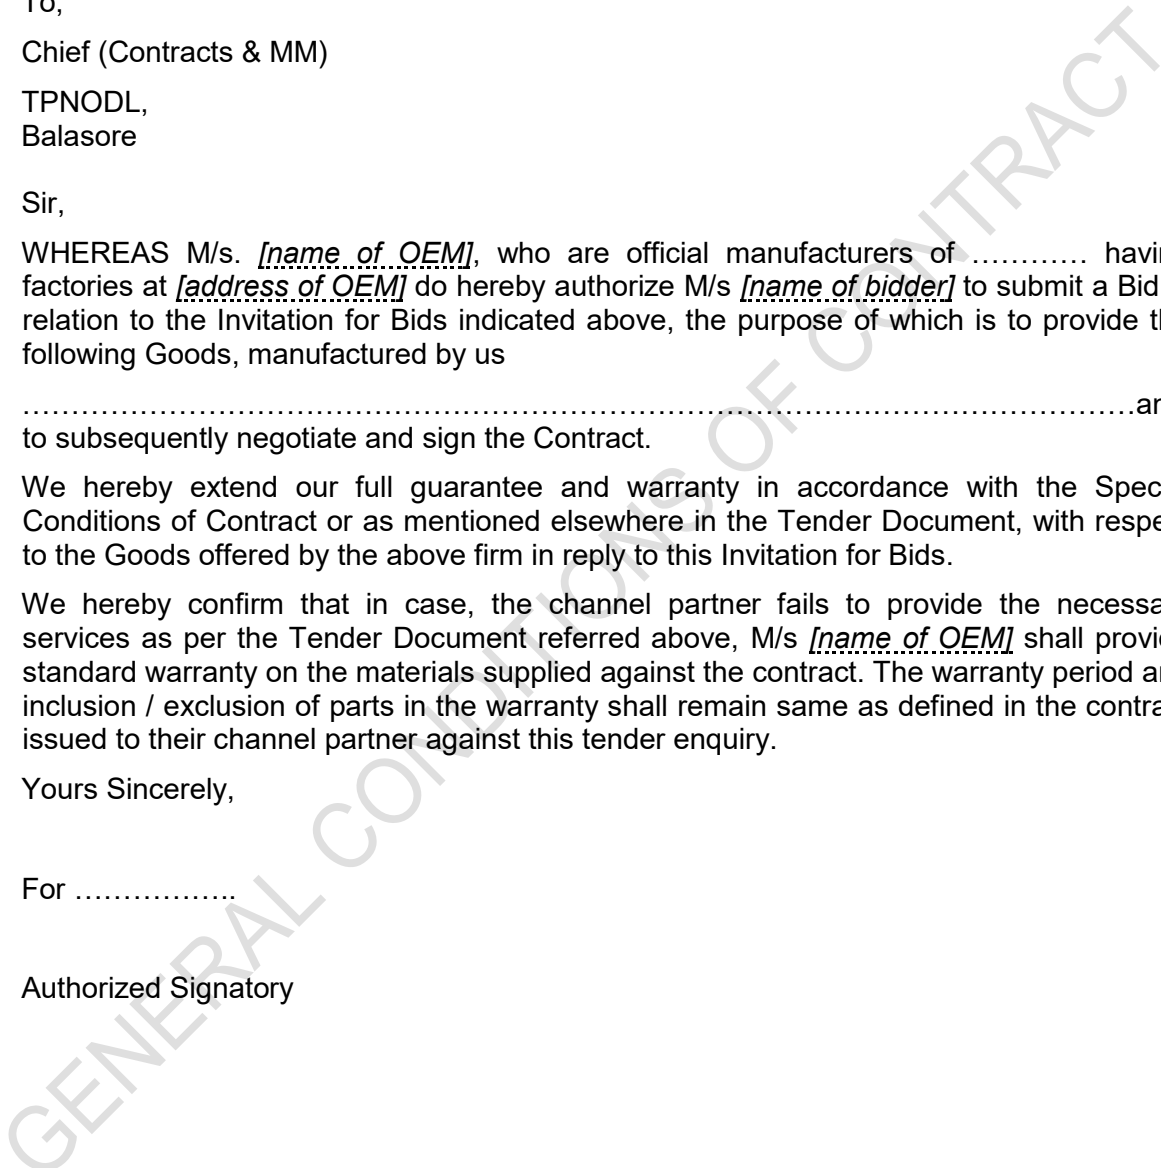 To,
Chief (Contracts & MM)
TPNODL,
Balasore
Sir,
WHEREAS M/s. [name of OEM], who are official manufacturers of ………… havin
factories at [address of OEM] do hereby authorize M/s [name of bidder] to submit a Bid
relation to the Invitation for Bids indicated above, the purpose of which is to provide th
following Goods, manufactured by us
……………………………………………………………………………………………………an
to subsequently negotiate and sign the Contract.
We hereby extend our full guarantee and warranty in accordance with the Spec
Conditions of Contract or as mentioned elsewhere in the Tender Document, with respe
to the Goods offered by the above firm in reply to this Invitation for Bids.
We hereby confirm that in case, the channel partner fails to provide the necessa
services as per the Tender Document referred above, M/s [name of OEM] shall provid
standard warranty on the materials supplied against the contract. The warranty period an
inclusion / exclusion of parts in the warranty shall remain same as defined in the contra
issued to their channel partner against this tender enquiry.
Yours Sincerely,
For ……………..
Authorized Signatory
GENERAL CONDITIONS OF CONTRACT